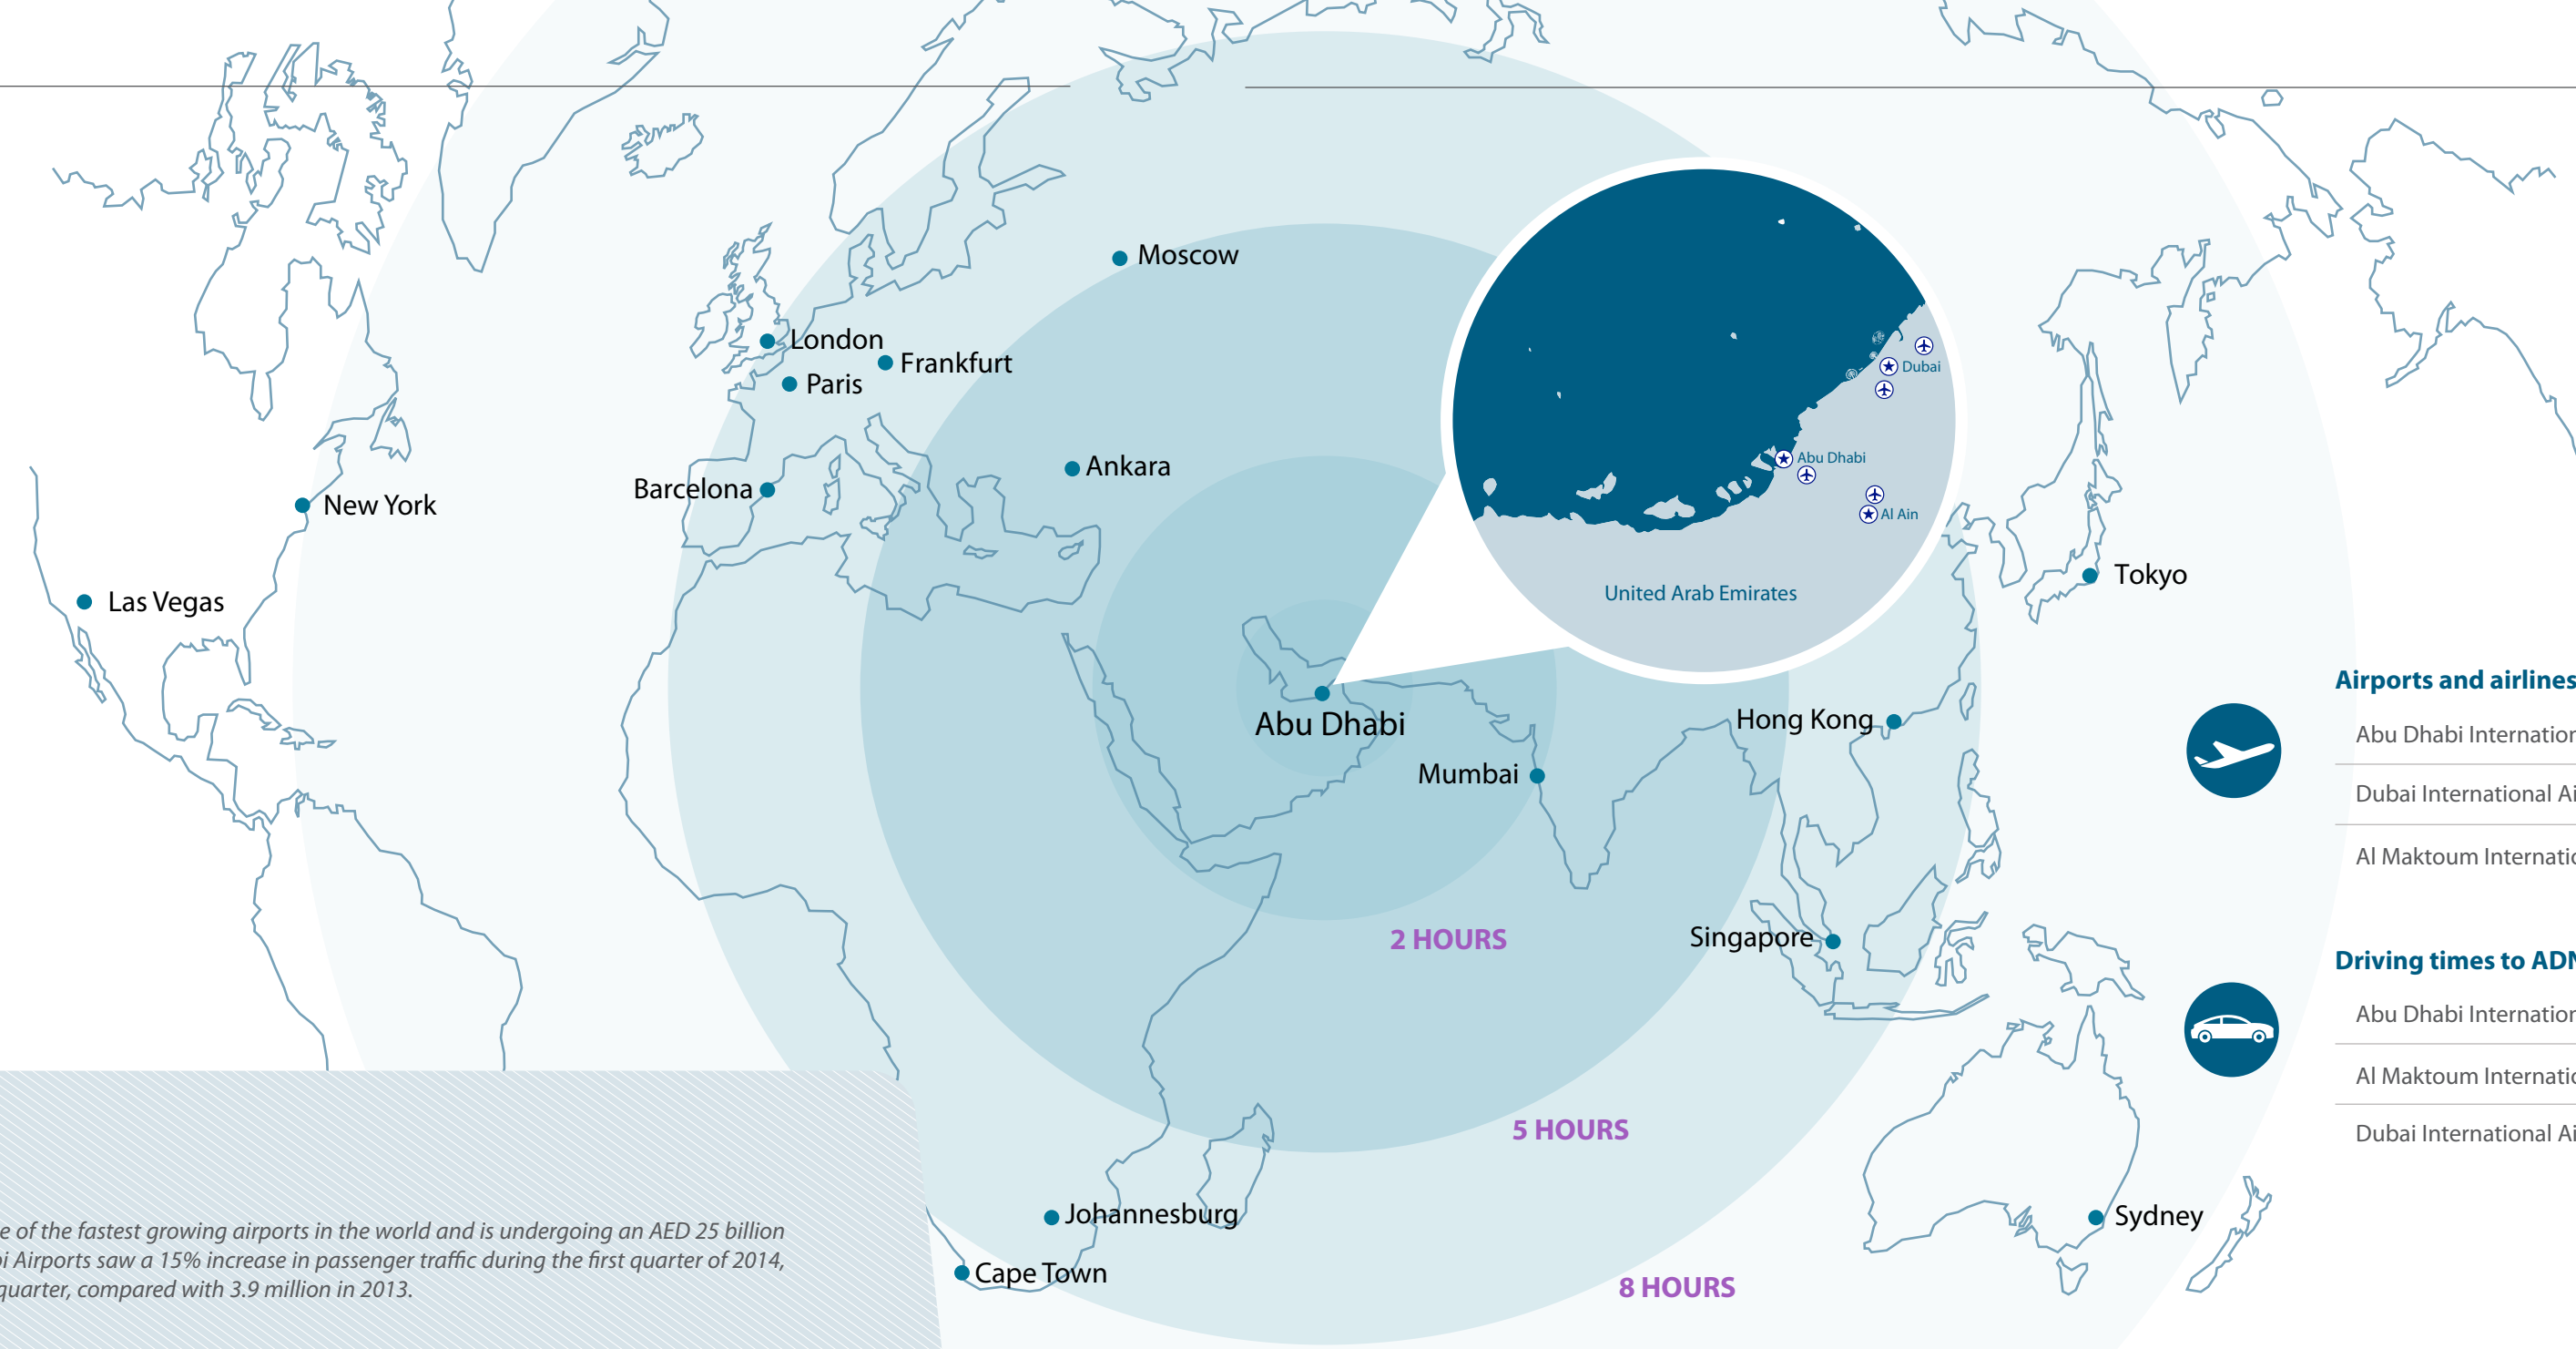 Moscow
London
Frankfurt
Paris
Ankara
Barcelona
New York
Las Vegas
Dubai
Abu Dhabi
Al Ain
United Arab Emirates
Tokyo
Abu Dhabi
Hong Kong
Mumbai
Singapore
2 HOURS
5 HOURS
8 HOURS
Johannesburg
Cape Town
Sydney
Airports and airlines
Abu Dhabi Internation
Dubai International Ai
Al Maktoum Internatio
Driving times to ADN
Abu Dhabi Internation
Al Maktoum Internatio
Dubai International Ai
e of the fastest growing airports in the world and is undergoing an AED 25 billion
i Airports saw a 15% increase in passenger traffic during the first quarter of 2014,
quarter, compared with 3.9 million in 2013.